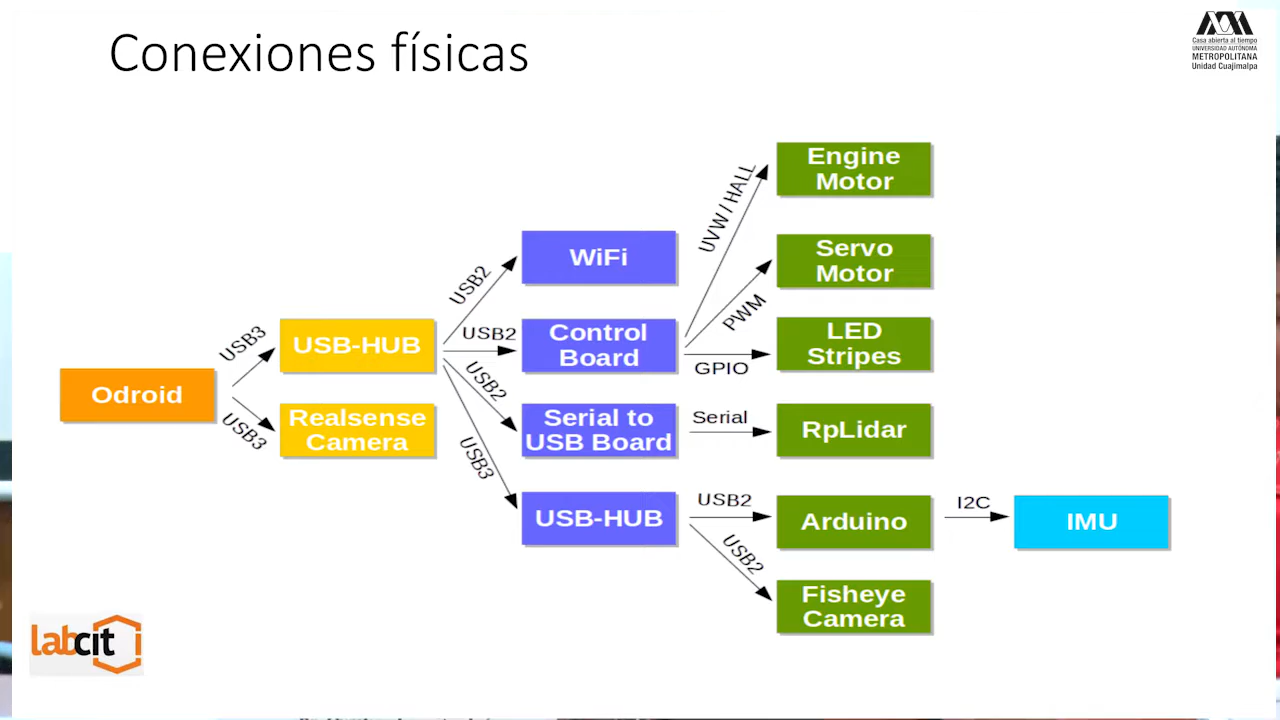 Conexiones físicas
Casa abierta al tiempo
UNIVERSIDAD AUTÓNOMA
METROPOLITANA
Unidad Cuajimalpa
Engine
Motor
UVW / HALL
WiFi
Servo
Motor
USB2
PWM
USB3
USB-HUB
USB2
Control
Board
GPIO
LED
Stripes
Odroid
USB3
Realsense
Camera
USB2
Serial to
USB Board
Serial
RpLidar
USB3
USB-HUB
USB2
Arduino
I2C
IMU
USB2
Fisheye
Camera
labcit